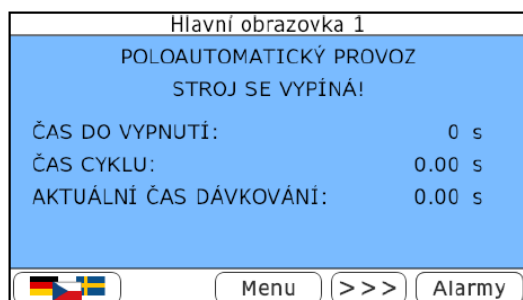 Hlavní obrazovka 1
POLOAUTOMATICKÝ PROVOZ
STROJ SE VYPÍNÁ!
ČAS DO VYPNUTÍ: 0 s
ČAS CYKLU: 0.00 s
AKTUÁLNÍ ČAS DÁVKOVÁNÍ: 0.00 s
Menu >>> Alarmy